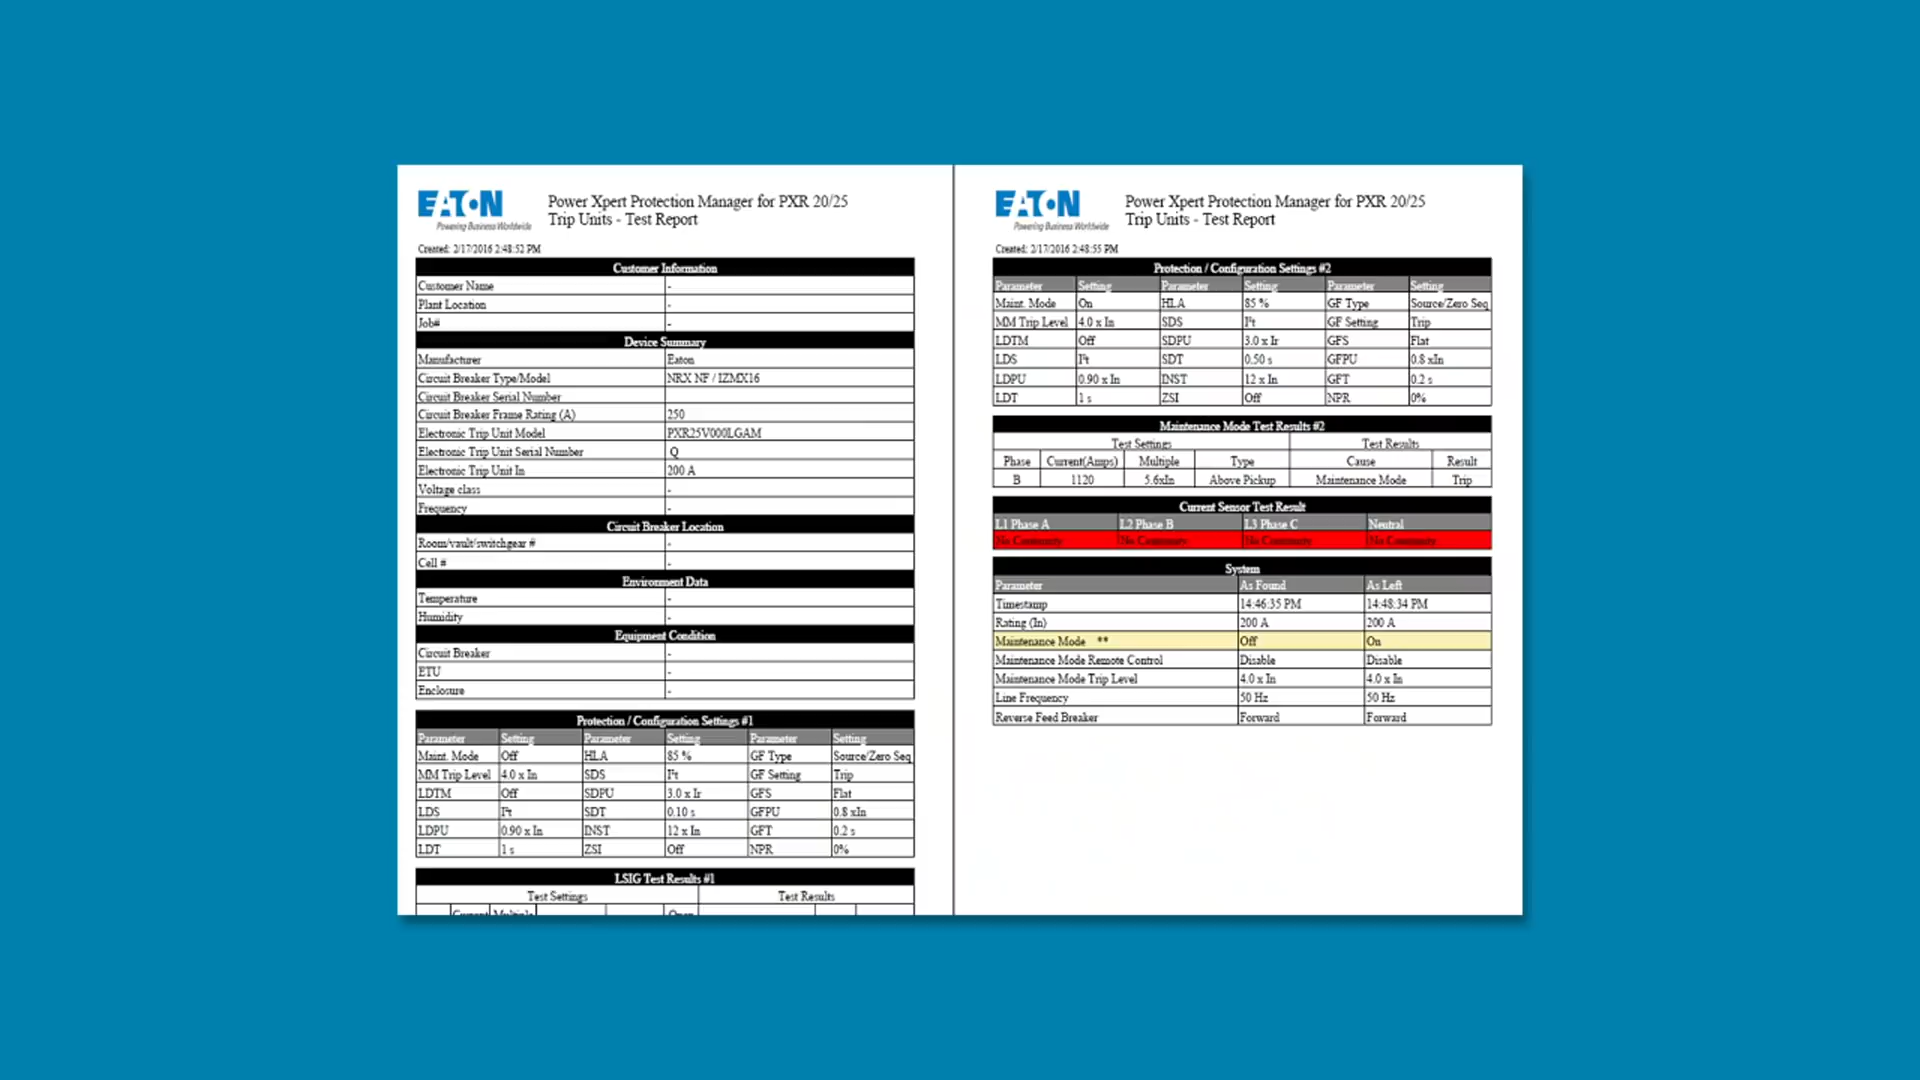 EATON
Powering Business Worldwide
Power Xpert Protection Manager for PXR 20/25
Trip Units - Test Report
Created: 2/17/2016 2:48:52 PM
Customer Information
Customer Name -
Plant Location -
Job# -
Device Summary
Manufacturer Eaton
Circuit Breaker Type/Model NRX NF / IZMX16
Circuit Breaker Serial Number
Circuit Breaker Frame Rating (A) 250
Electronic Trip Unit Model PXR25V000LGAM
Electronic Trip Unit Serial Number Q
Electronic Trip Unit In 200 A
Voltage class -
Frequency -
Circuit Breaker Location
Room/vault/switchgear # -
Cell # -
Environment Data
Temperature -
Humidity -
Equipment Condition
Circuit Breaker -
ETU -
Enclosure -
Protection / Configuration Settings #1
Parameter Setting Parameter Setting Parameter Setting
Maint. Mode Off HLA 85 % GF Type Source/Zero Seq
MM Trip Level 4.0 x In SDS I²t GF Setting Trip
LDTM Off SDPU 3.0 x Ir GFS Flat
LDS I²t SDT 0.10 s GFPU 0.8 xIn
LDPU 0.90 x In INST 12 x In GFT 0.2 s
LDT 1 s ZSI Off NPR 0%
LSIG Test Results #1
Test Settings Test Results
Current Multiple Open
EATON
Powering Business Worldwide
Power Xpert Protection Manager for PXR 20/25
Trip Units - Test Report
Created: 2/17/2016 2:48:55 PM
Protection / Configuration Settings #2
Parameter Setting Parameter Setting Parameter Setting
Maint. Mode On HLA 85 % GF Type Source/Zero Seq
MM Trip Level 4.0 x In SDS I²t GF Setting Trip
LDTM Off SDPU 3.0 x Ir GFS Flat
LDS I²t SDT 0.50 s GFPU 0.8 xIn
LDPU 0.90 x In INST 12 x In GFT 0.2 s
LDT 1 s ZSI Off NPR 0%
Maintenance Mode Test Results #2
Test Settings Test Results
Phase Current(Amps) Multiple Type Cause Result
B 1120 5.6xIn Above Pickup Maintenance Mode Trip
Current Sensor Test Result
L1 Phase A L2 Phase B L3 Phase C Neutral
No Continuity No Continuity No Continuity No Continuity
System
Parameter As Found As Left
Timestamp 14:46:35 PM 14:48:34 PM
Rating (In) 200 A 200 A
Maintenance Mode ** Off On
Maintenance Mode Remote Control Disable Disable
Maintenance Mode Trip Level 4.0 x In 4.0 x In
Line Frequency 50 Hz 50 Hz
Reverse Feed Breaker Forward Forward